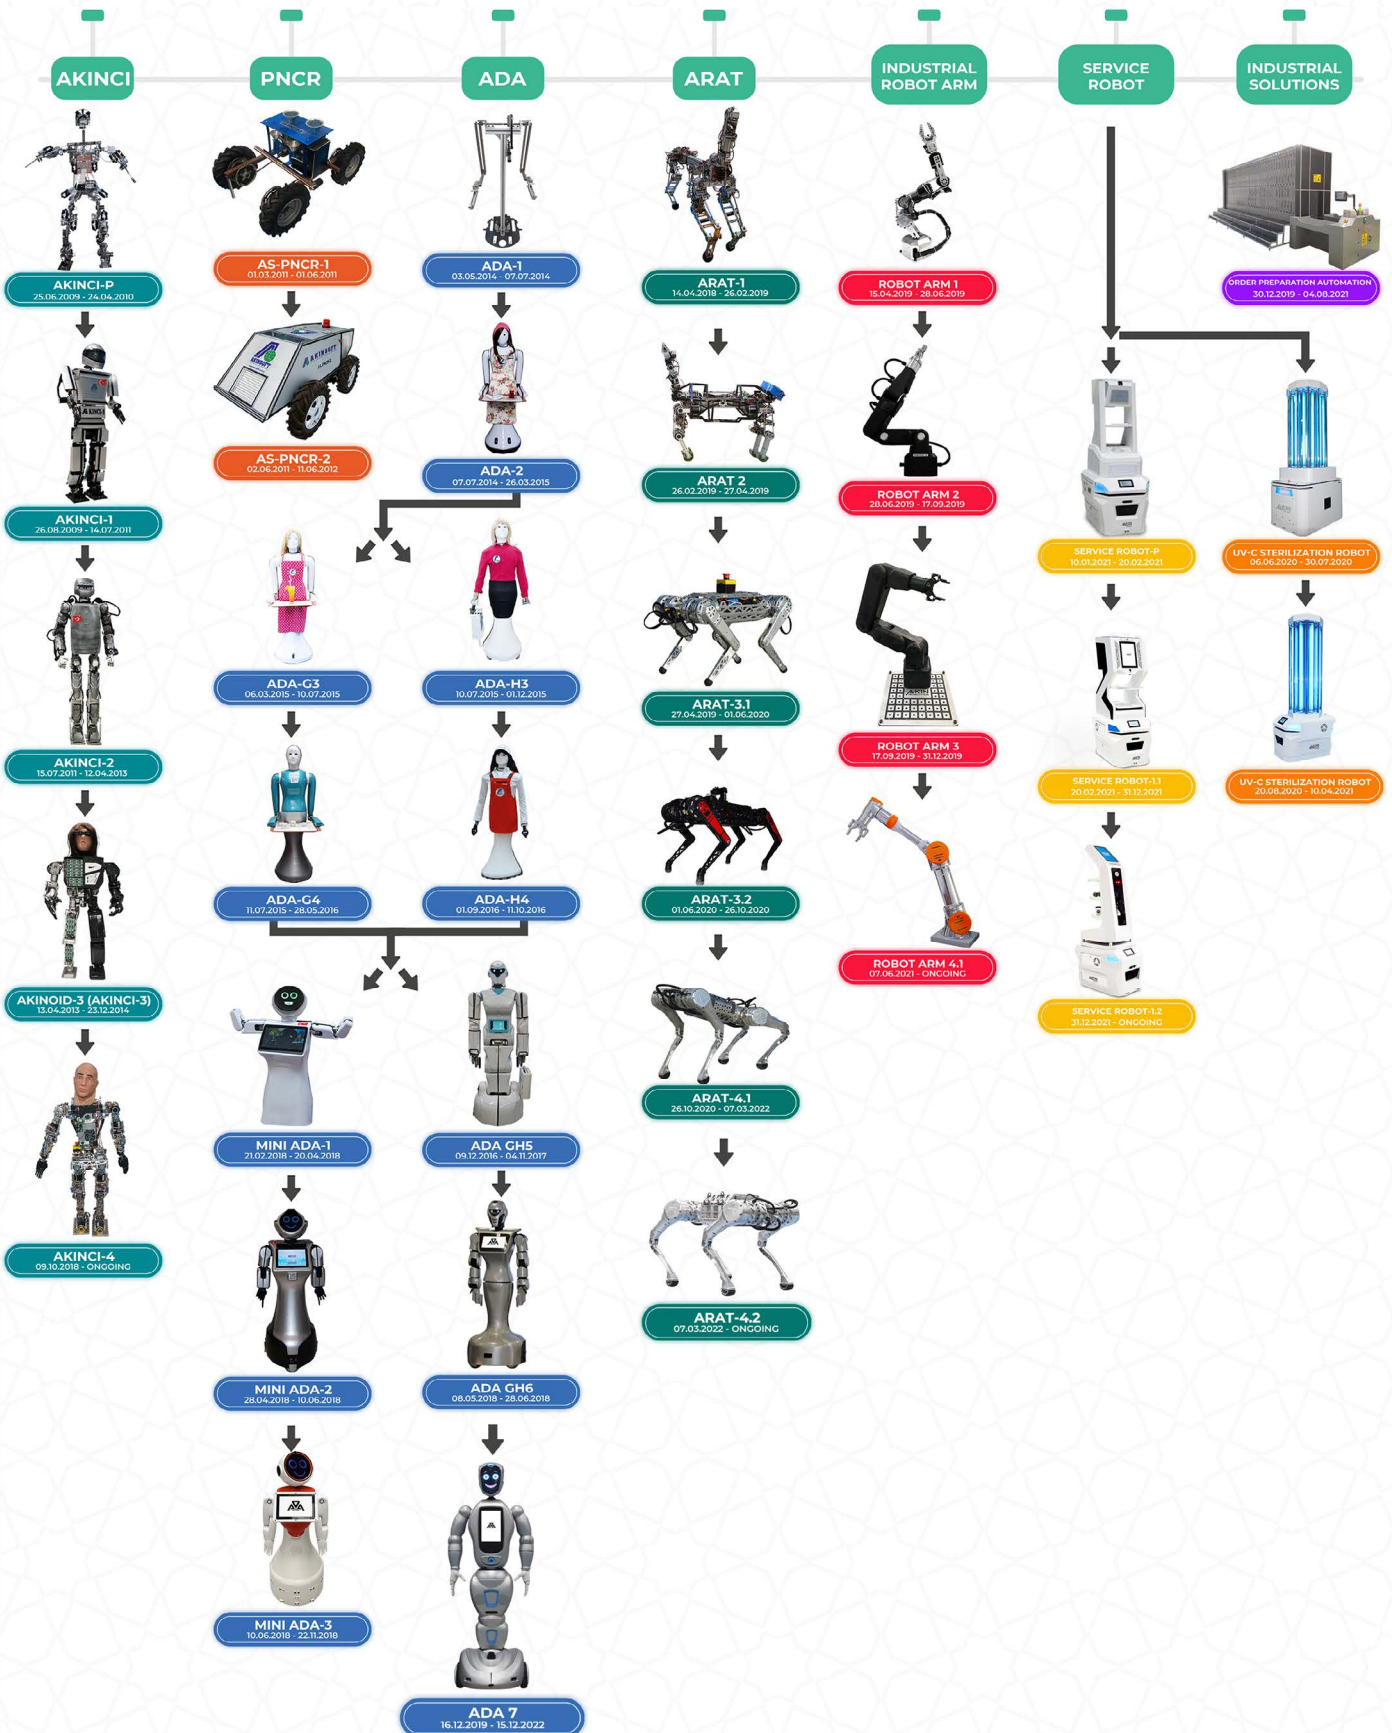 AKINCI
PNCR
ADA
ARAT
INDUSTRIAL
ROBOT ARM
SERVICE
ROBOT
INDUSTRIAL
SOLUTIONS
AKINCI-P
25.06.2009 - 24.04.2010
AKINCI-1
26.08.2009 - 14.07.2011
AKINCI-2
15.07.2011 - 12.04.2013
AKINOID-3 (AKINCI-3)
13.04.2013 - 23.12.2014
AKINCI-4
09.10.2018 - ONGOING
AS-PNCR-1
01.03.2011 - 01.06.2011
AKINSOFT
AS-PNCR-2
02.06.2011 - 11.06.2012
ADA-1
03.05.2014 - 07.07.2014
ADA-2
07.07.2014 - 26.03.2015
ADA-G3
06.03.2015 - 10.07.2015
ADA-H3
10.07.2015 - 01.12.2015
ADA-G4
11.07.2015 - 28.05.2016
ADA-H4
01.09.2016 - 11.10.2016
MINI ADA-1
21.02.2018 - 20.04.2018
ADA GH5
09.12.2016 - 04.11.2017
MINI ADA-2
28.04.2018 - 10.06.2018
ADA GH6
08.05.2018 - 28.06.2018
MINI ADA-3
10.06.2018 - 22.11.2018
ADA 7
16.12.2019 - 15.12.2022
ARAT-1
14.04.2018 - 26.02.2019
ARAT 2
26.02.2019 - 27.04.2019
ARAT-3.1
27.04.2019 - 01.06.2020
ARAT-3.2
01.06.2020 - 26.10.2020
ARAT-4.1
26.10.2020 - 07.03.2022
ARAT-4.2
07.03.2022 - ONGOING
ROBOT ARM 1
15.04.2019 - 28.06.2019
ROBOT ARM 2
28.06.2019 - 17.09.2019
ROBOT ARM 3
17.09.2019 - 31.12.2019
ROBOT ARM 4.1
07.06.2021 - ONGOING
SERVICE ROBOT-P
10.01.2021 - 20.02.2021
SERVICE ROBOT-1.1
20.02.2021 - 31.12.2021
SERVICE ROBOT-1.2
31.12.2021 - ONGOING
ORDER PREPARATION AUTOMATION
30.12.2019 - 04.08.2021
UV-C STERILIZATION ROBOT
06.06.2020 - 30.07.2020
UV-C STERILIZATION ROBOT
20.08.2020 - 10.04.2021